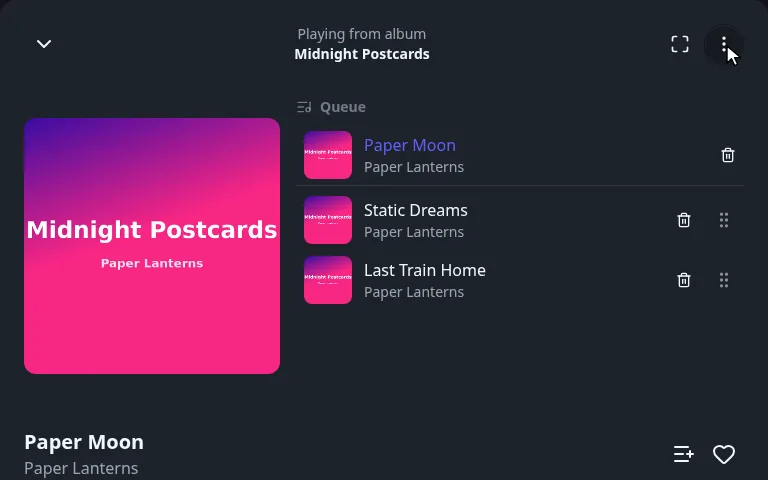 Playing from album
Midnight Postcards
Queue
Midnight Postcards
Paper Lanterns
Paper Moon
Paper Lanterns
Static Dreams
Paper Lanterns
Last Train Home
Paper Lanterns
Paper Moon
Paper Lanterns